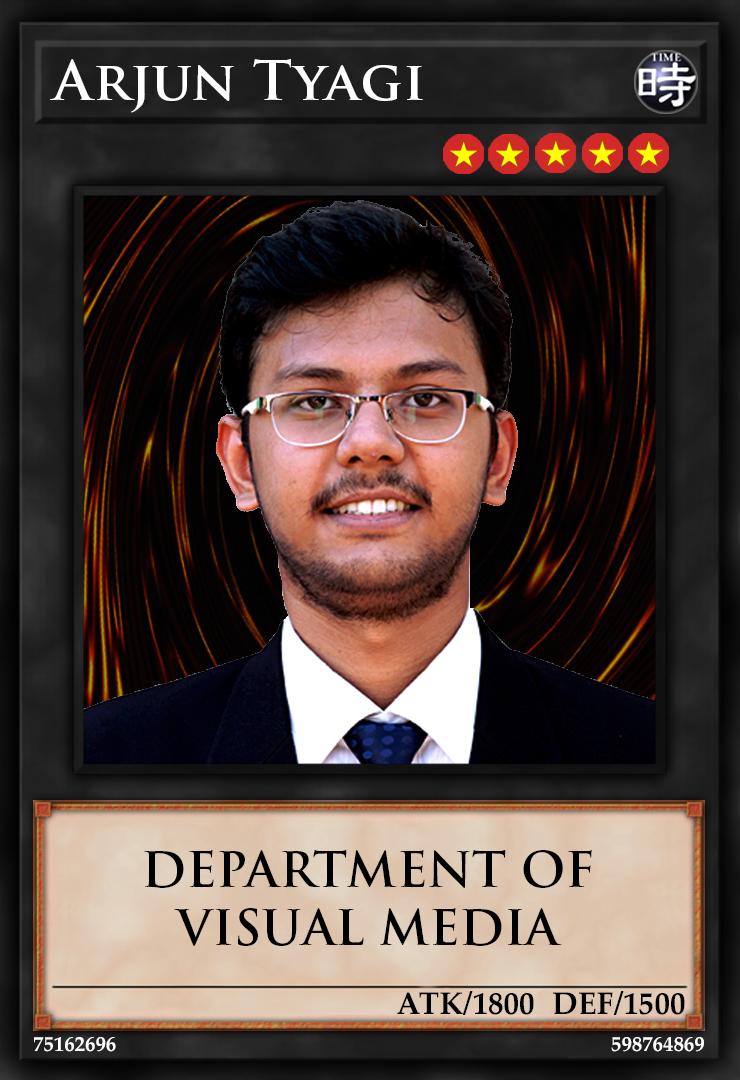 Arjun Tyagi
TIME
時
DEPARTMENT OF
VISUAL MEDIA
ATK/1800 DEF/1500
75162696
598764869